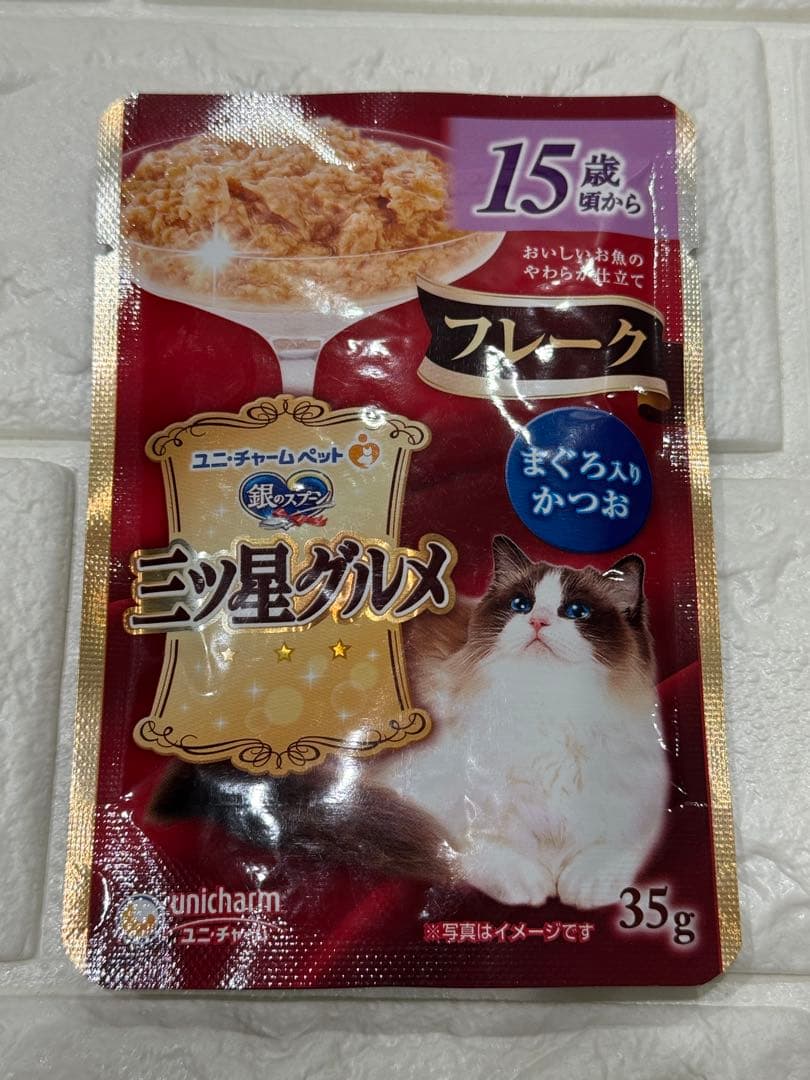 15歳
頃から
おいしいお魚の
やわらか仕立て
フレーク
ユニ・チャームペット
銀のスプーン
三ツ星グルメ
まぐろ入り
かつお
unicharm
ユニ・チャーム
35g
※写真はイメージです